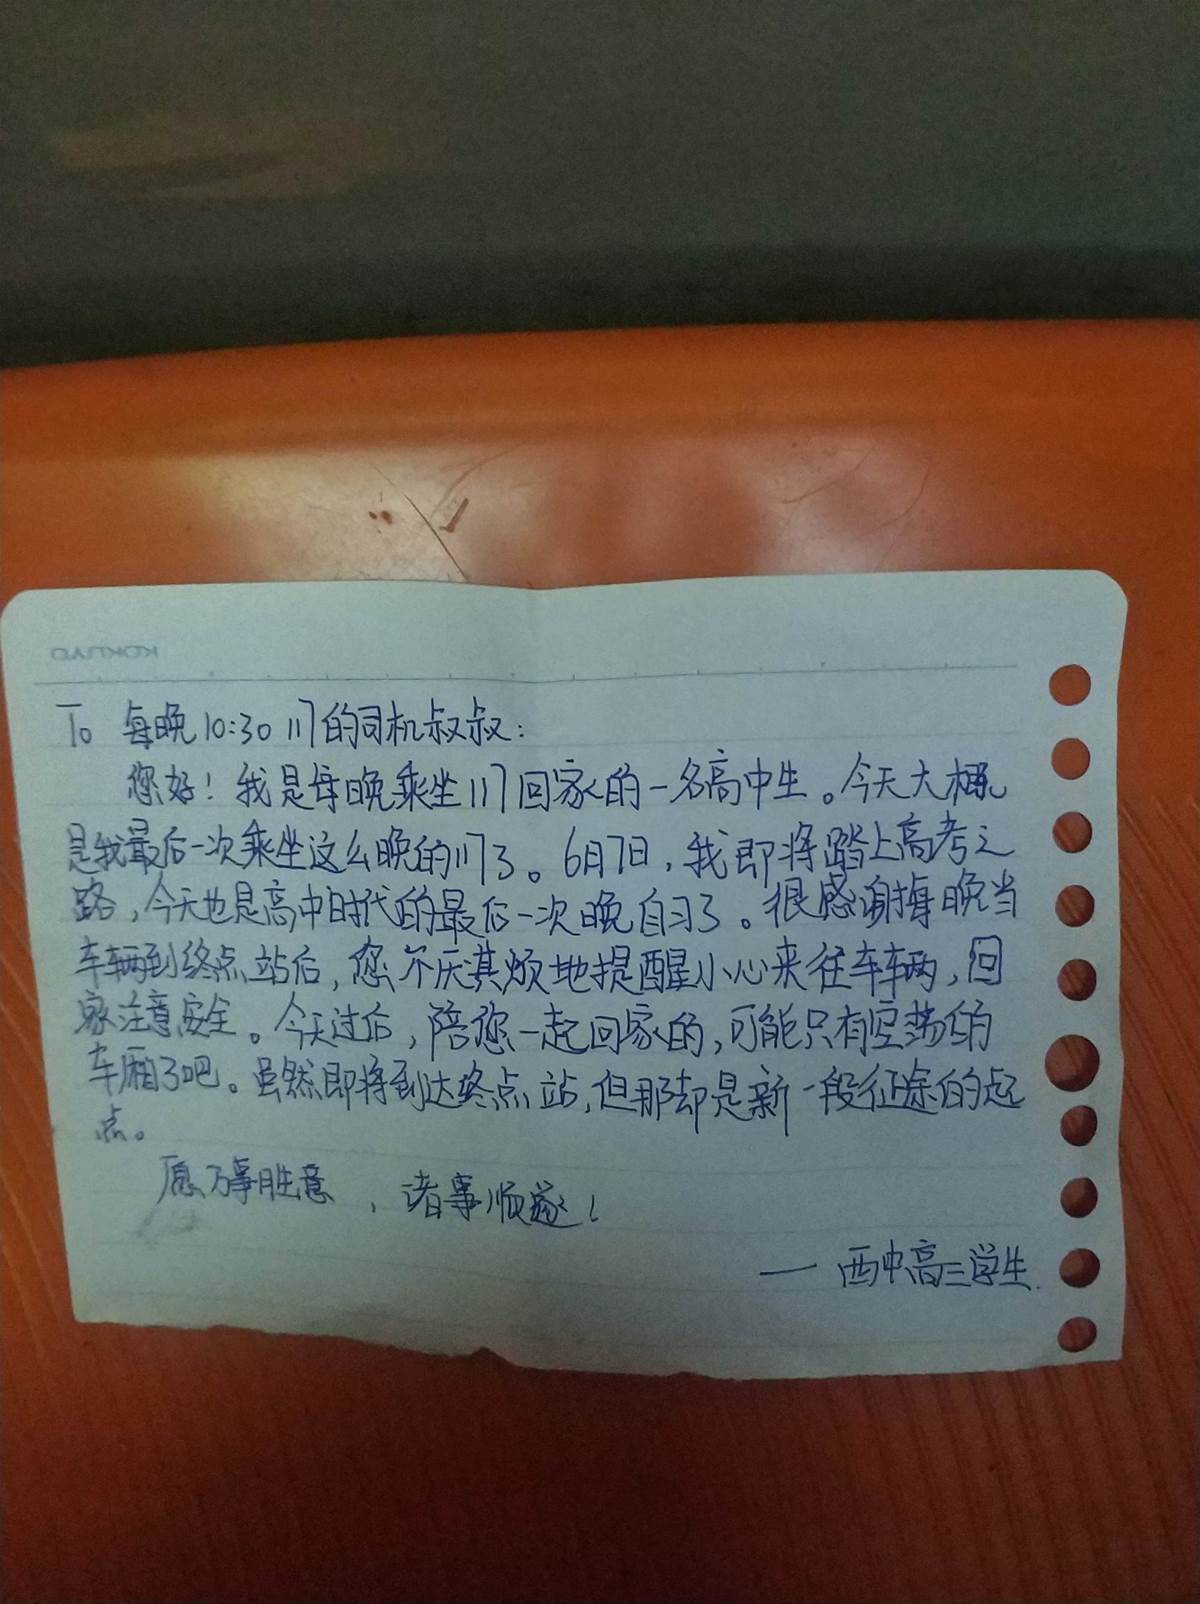 KOKUYO
To 每晚10:30 117的司机叔叔:
您好!我是每晚乘坐117回家的一名高中生。今天大概
是我最后一次乘坐这么晚的117了。6月7日,我即将踏上高考之
路,今天也是高中时代的最后一次晚自习了。很感谢每晚当
车辆到终点站后,您不厌其烦地提醒小心来往车辆,回
家注意安全。今天过后,陪您一起回家的,可能只有空荡的
车厢了吧。虽然即将到达终点站,但那却是新一段征途的起
点。
愿万事胜意,诸事顺遂!
——西中高三学生.